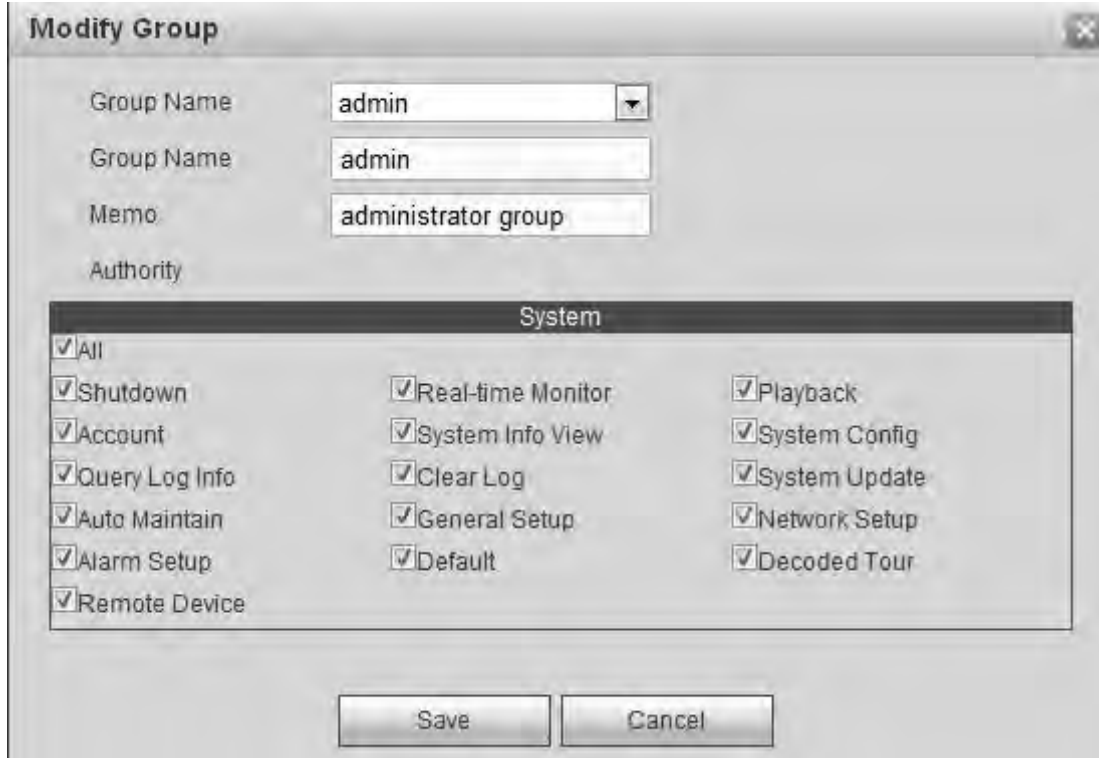 Modify Group
Group Name admin
Group Name admin
Memo administrator group
Authority
System
All
Shutdown Real-time Monitor Playback
Account System Info View System Config
Query Log Info Clear Log System Update
Auto Maintain General Setup Network Setup
Alarm Setup Default Decoded Tour
Remote Device
Save Cancel